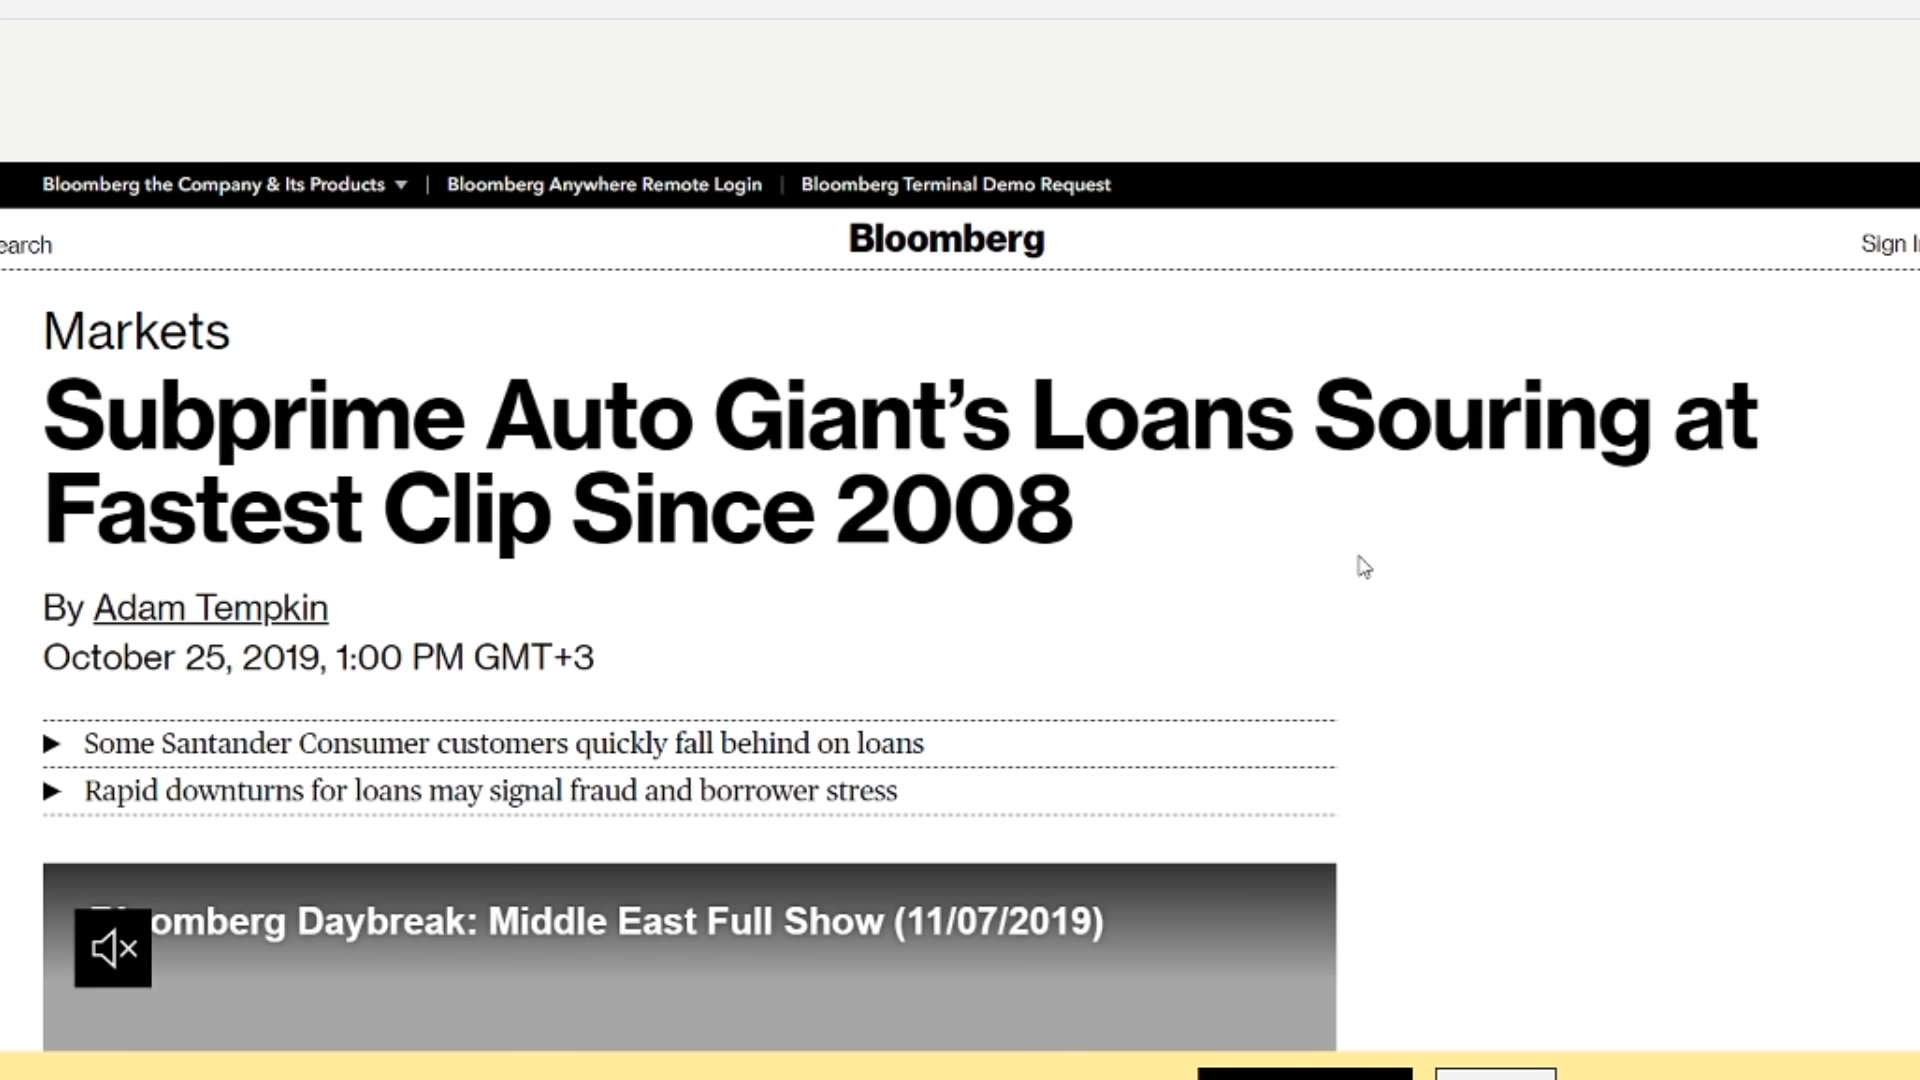 Bloomberg the Company & Its Products ▼ | Bloomberg Anywhere Remote Login | Bloomberg Terminal Demo Request
earch Bloomberg Sign
Markets
Subprime Auto Giant’s Loans Souring at
Fastest Clip Since 2008
By Adam Tempkin
October 25, 2019, 1:00 PM GMT+3
▶ Some Santander Consumer customers quickly fall behind on loans
▶ Rapid downturns for loans may signal fraud and borrower stress
omberg Daybreak: Middle East Full Show (11/07/2019)